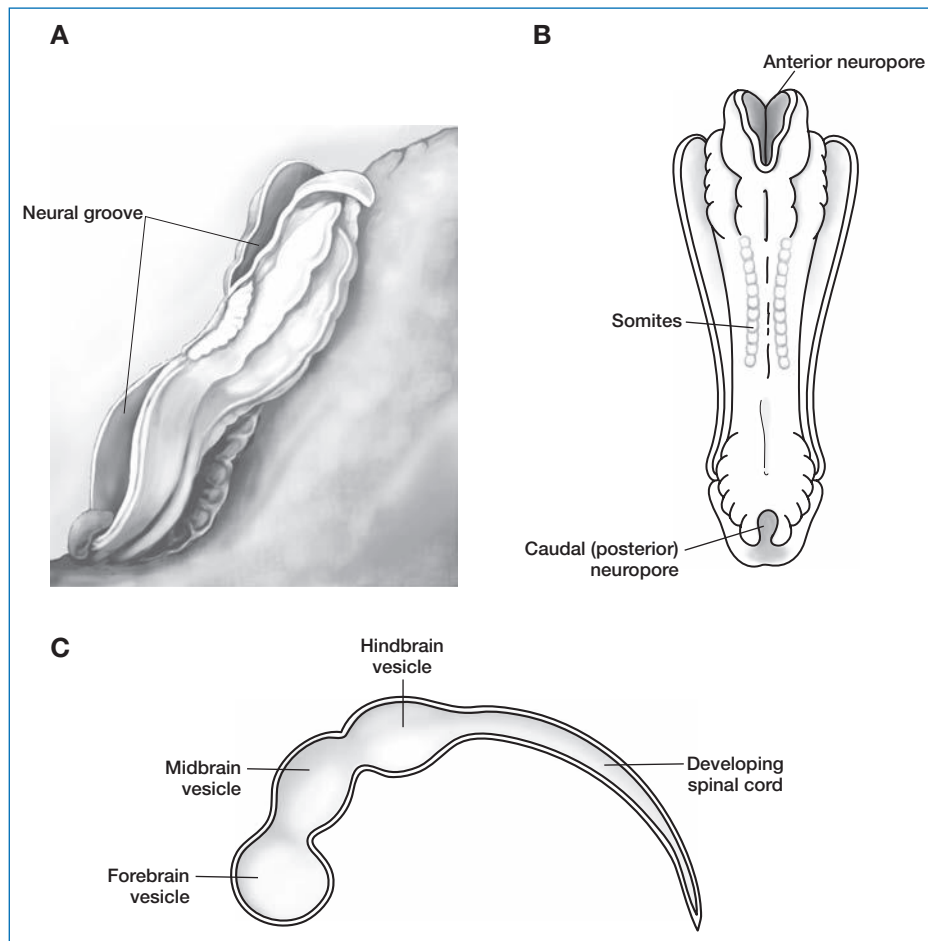 A
Neural groove
B
Anterior neuropore
Somites
Caudal (posterior)
neuropore
C
Hindbrain
vesicle
Midbrain
vesicle
Forebrain
vesicle
Developing
spinal cord